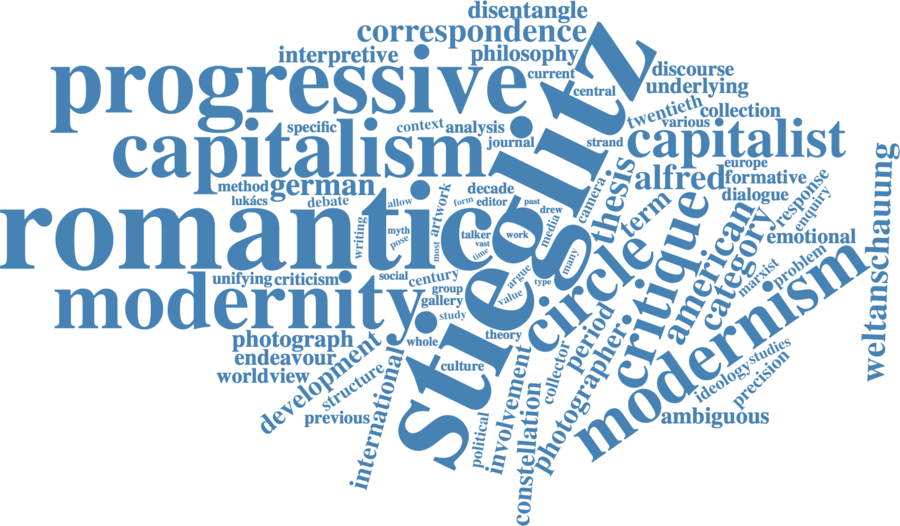 disentangle
correspondence
interpretive
philosophy
progressive
current
discourse
underlying
central
stieglitz
twentieth
collection
various
specific
context
analysis
journal
strand
capitalism
capitalist
europe
method
german
decade
camera
thesis
alfred
formative
dialogue
response
enquiry
lukács
debate
allow
artwork
form
editor
past
drew
term
romantic
writing
myth
pose
most
talker
vast
time
work
media
many
circle
critique
american
category
emotional
weltanschauung
unifying
criticism
social
century
argue
type
value
marxist
problem
modernity
group
gallery
study
modernism
photograph
whole
theory
period
endeavour
worldview
development
structure
culture
collector
photographer
ideology
studies
precision
previous
international
political
involvement
constellation
ambiguous